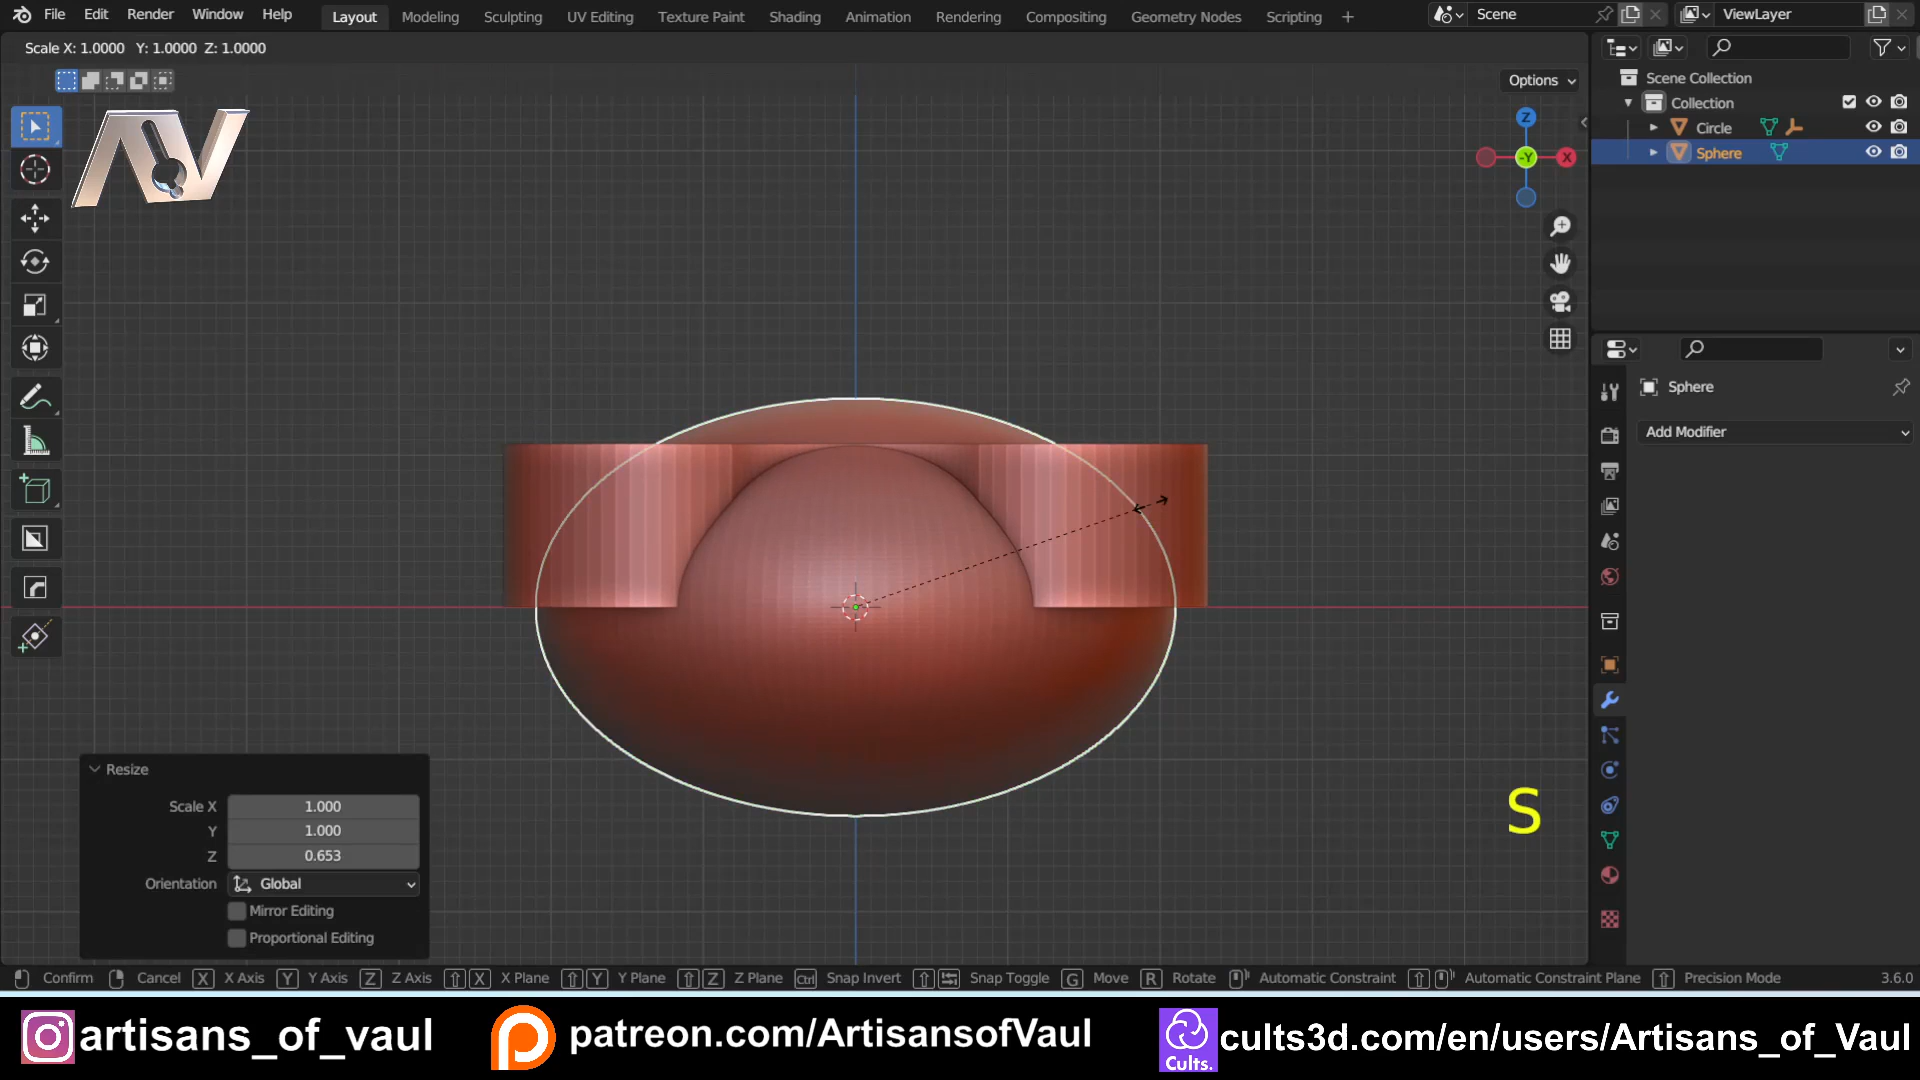 File Edit Render Window Help Layout Modeling Sculpting UV Editing Texture Paint Shading Animation Rendering Compositing Geometry Nodes Scripting + Scene ViewLayer
Scale X: 1.0000 Y: 1.0000 Z: 1.0000
Options
Scene Collection
Collection
Circle
Sphere
Z
-Y X
Sphere
Add Modifier
Resize
Scale X 1.000
Y 1.000
Z 0.653
Orientation Global
Mirror Editing
Proportional Editing
S
Confirm Cancel X X Axis Y Y Axis Z Z Axis X X Plane Y Y Plane Z Z Plane Ctrl Snap Invert Snap Toggle G Move R Rotate Automatic Constraint Automatic Constraint Plane Precision Mode 3.6.0
artisans_of_vaul patreon.com/ArtisansofVaul Cults. cults3d.com/en/users/Artisans_of_Vaul
AV